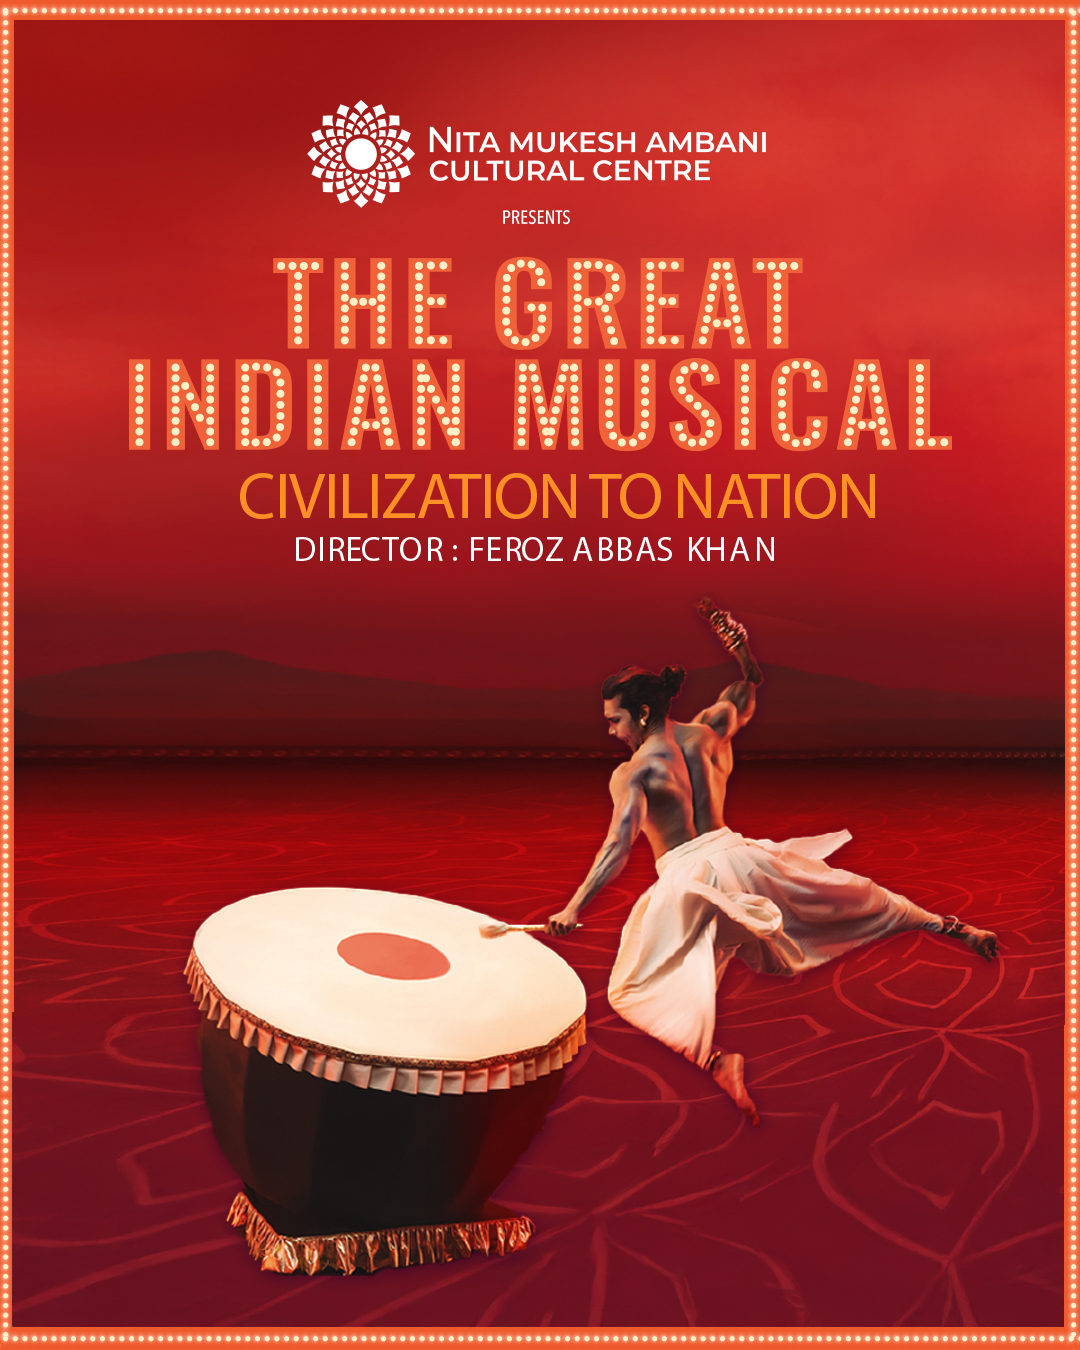 NITA MUKESH AMBANI
CULTURAL CENTRE
PRESENTS
THE GREAT
INDIAN MUSICAL
CIVILIZATION TO NATION
DIRECTOR : FEROZ ABBAS KHAN